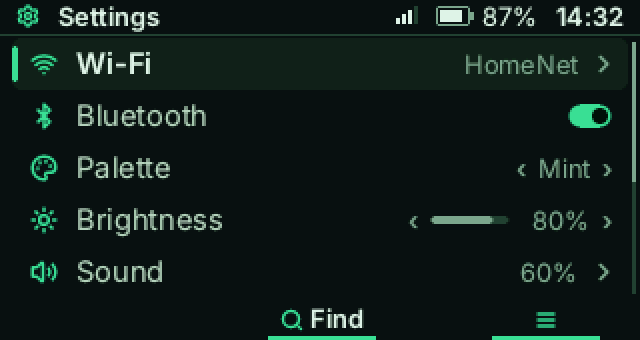 Settings 87% 14:32
Wi-Fi HomeNet >
Bluetooth
Palette ‹ Mint ›
Brightness ‹ 80% ›
Sound 60% >
Find